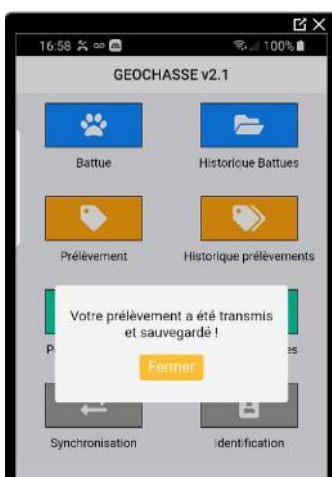 16:58 100%
GEOCHASSE v2.1
Battue Historique Battues
Prélèvement Historique prélèvements
Votre prélèvement a été transmis
et sauvegardé !
Fermer
Synchronisation Identification